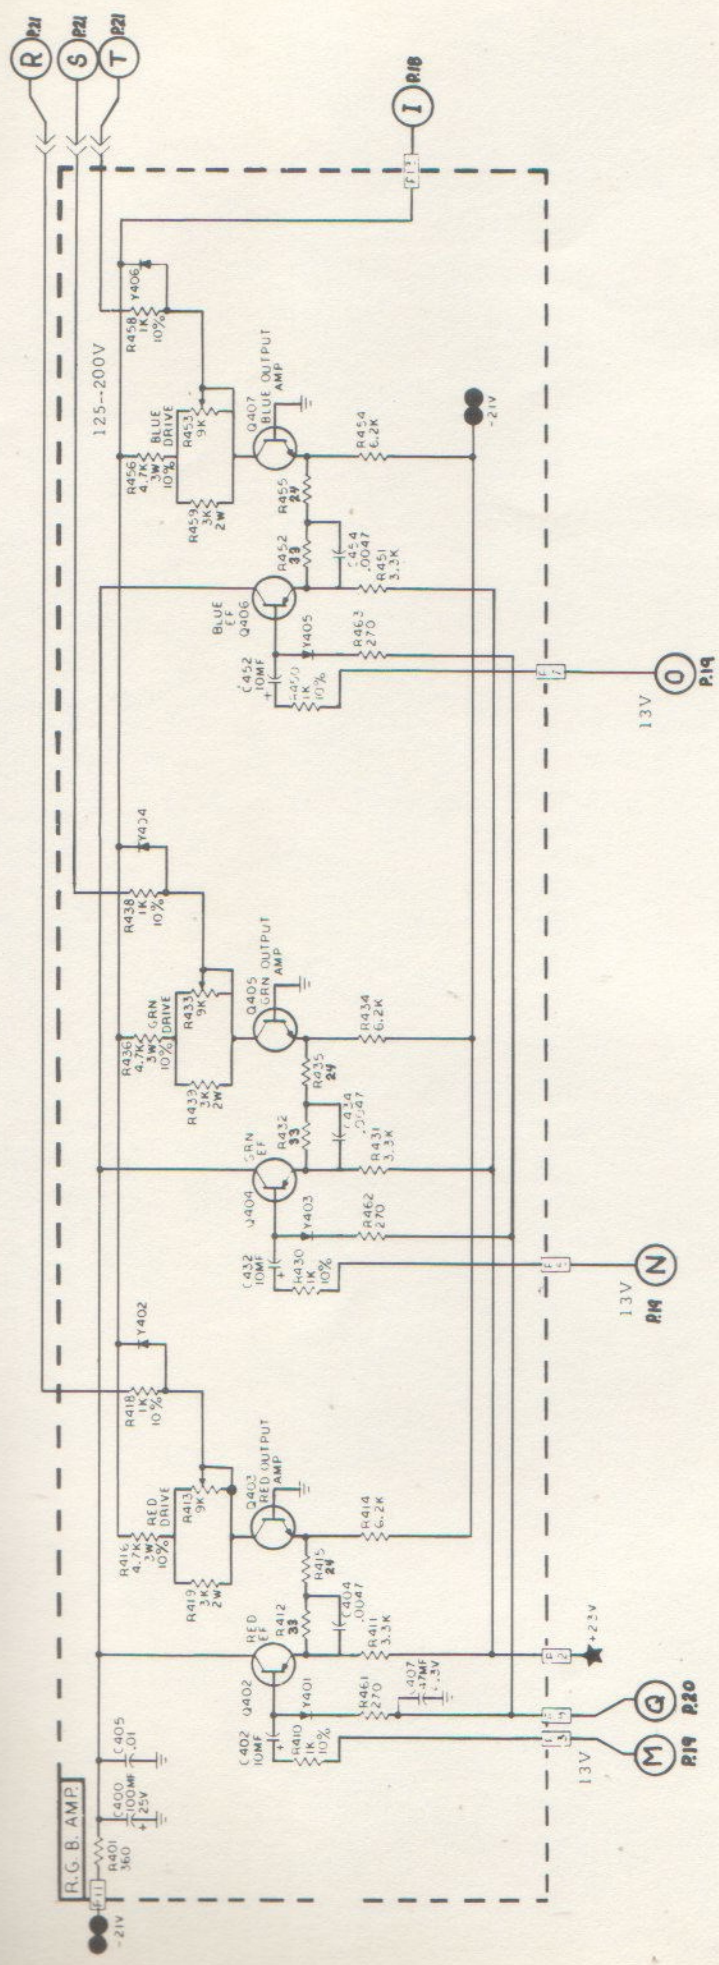 R P.21
S P.21
T P.21
I P.18
125--200V
Y406
R458
1K
10%
BLUE
DRIVE
R456
4.7K
3W
10%
R453
9K
R459
3K
2W
Q407
BLUE OUTPUT
AMP
R454
6.2K
-21V
R455
24
R452
33
C454
.0047
R451
3.3K
BLUE
EF
Q406
Y405
R463
270
C452
10MF
+
R450
1K
10%
O
P.19
13V
Y404
R438
1K
10%
GRN
DRIVE
R436
4.7K
3W
10%
R433
9K
R439
3K
2W
Q405
GRN OUTPUT
AMP
R434
6.2K
R435
24
R432
33
C434
.0047
R431
3.3K
GRN
EF
Q404
Y403
R462
270
C432
10MF
+
R430
1K
10%
13V
N
P.19
Y402
R418
1K
10%
RED
DRIVE
R416
4.7K
3W
10%
R413
9K
R419
3K
2W
Q403
RED OUTPUT
AMP
R414
6.2K
R415
24
R412
33
C404
.0047
R411
3.3K
RED
EF
Q402
Y401
R461
270
C407
47MF
+23V
C402
10MF
+
R410
1K
10%
Q
P.20
M
P.19
13V
C405
.01
C400
100MF
+ 25V
R401
360
R.G.B. AMP.
-21V